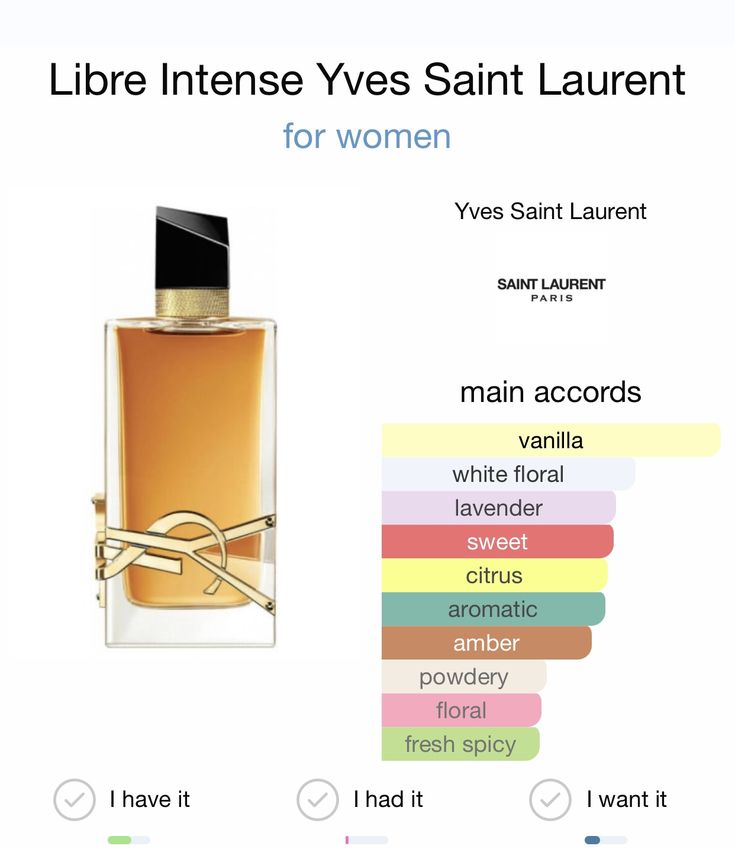 Libre Intense Yves Saint Laurent
for women
Yves Saint Laurent
SAINT LAURENT
PARIS
main accords
vanilla
white floral
lavender
sweet
citrus
aromatic
amber
powdery
floral
fresh spicy
I have it
I had it
I want it